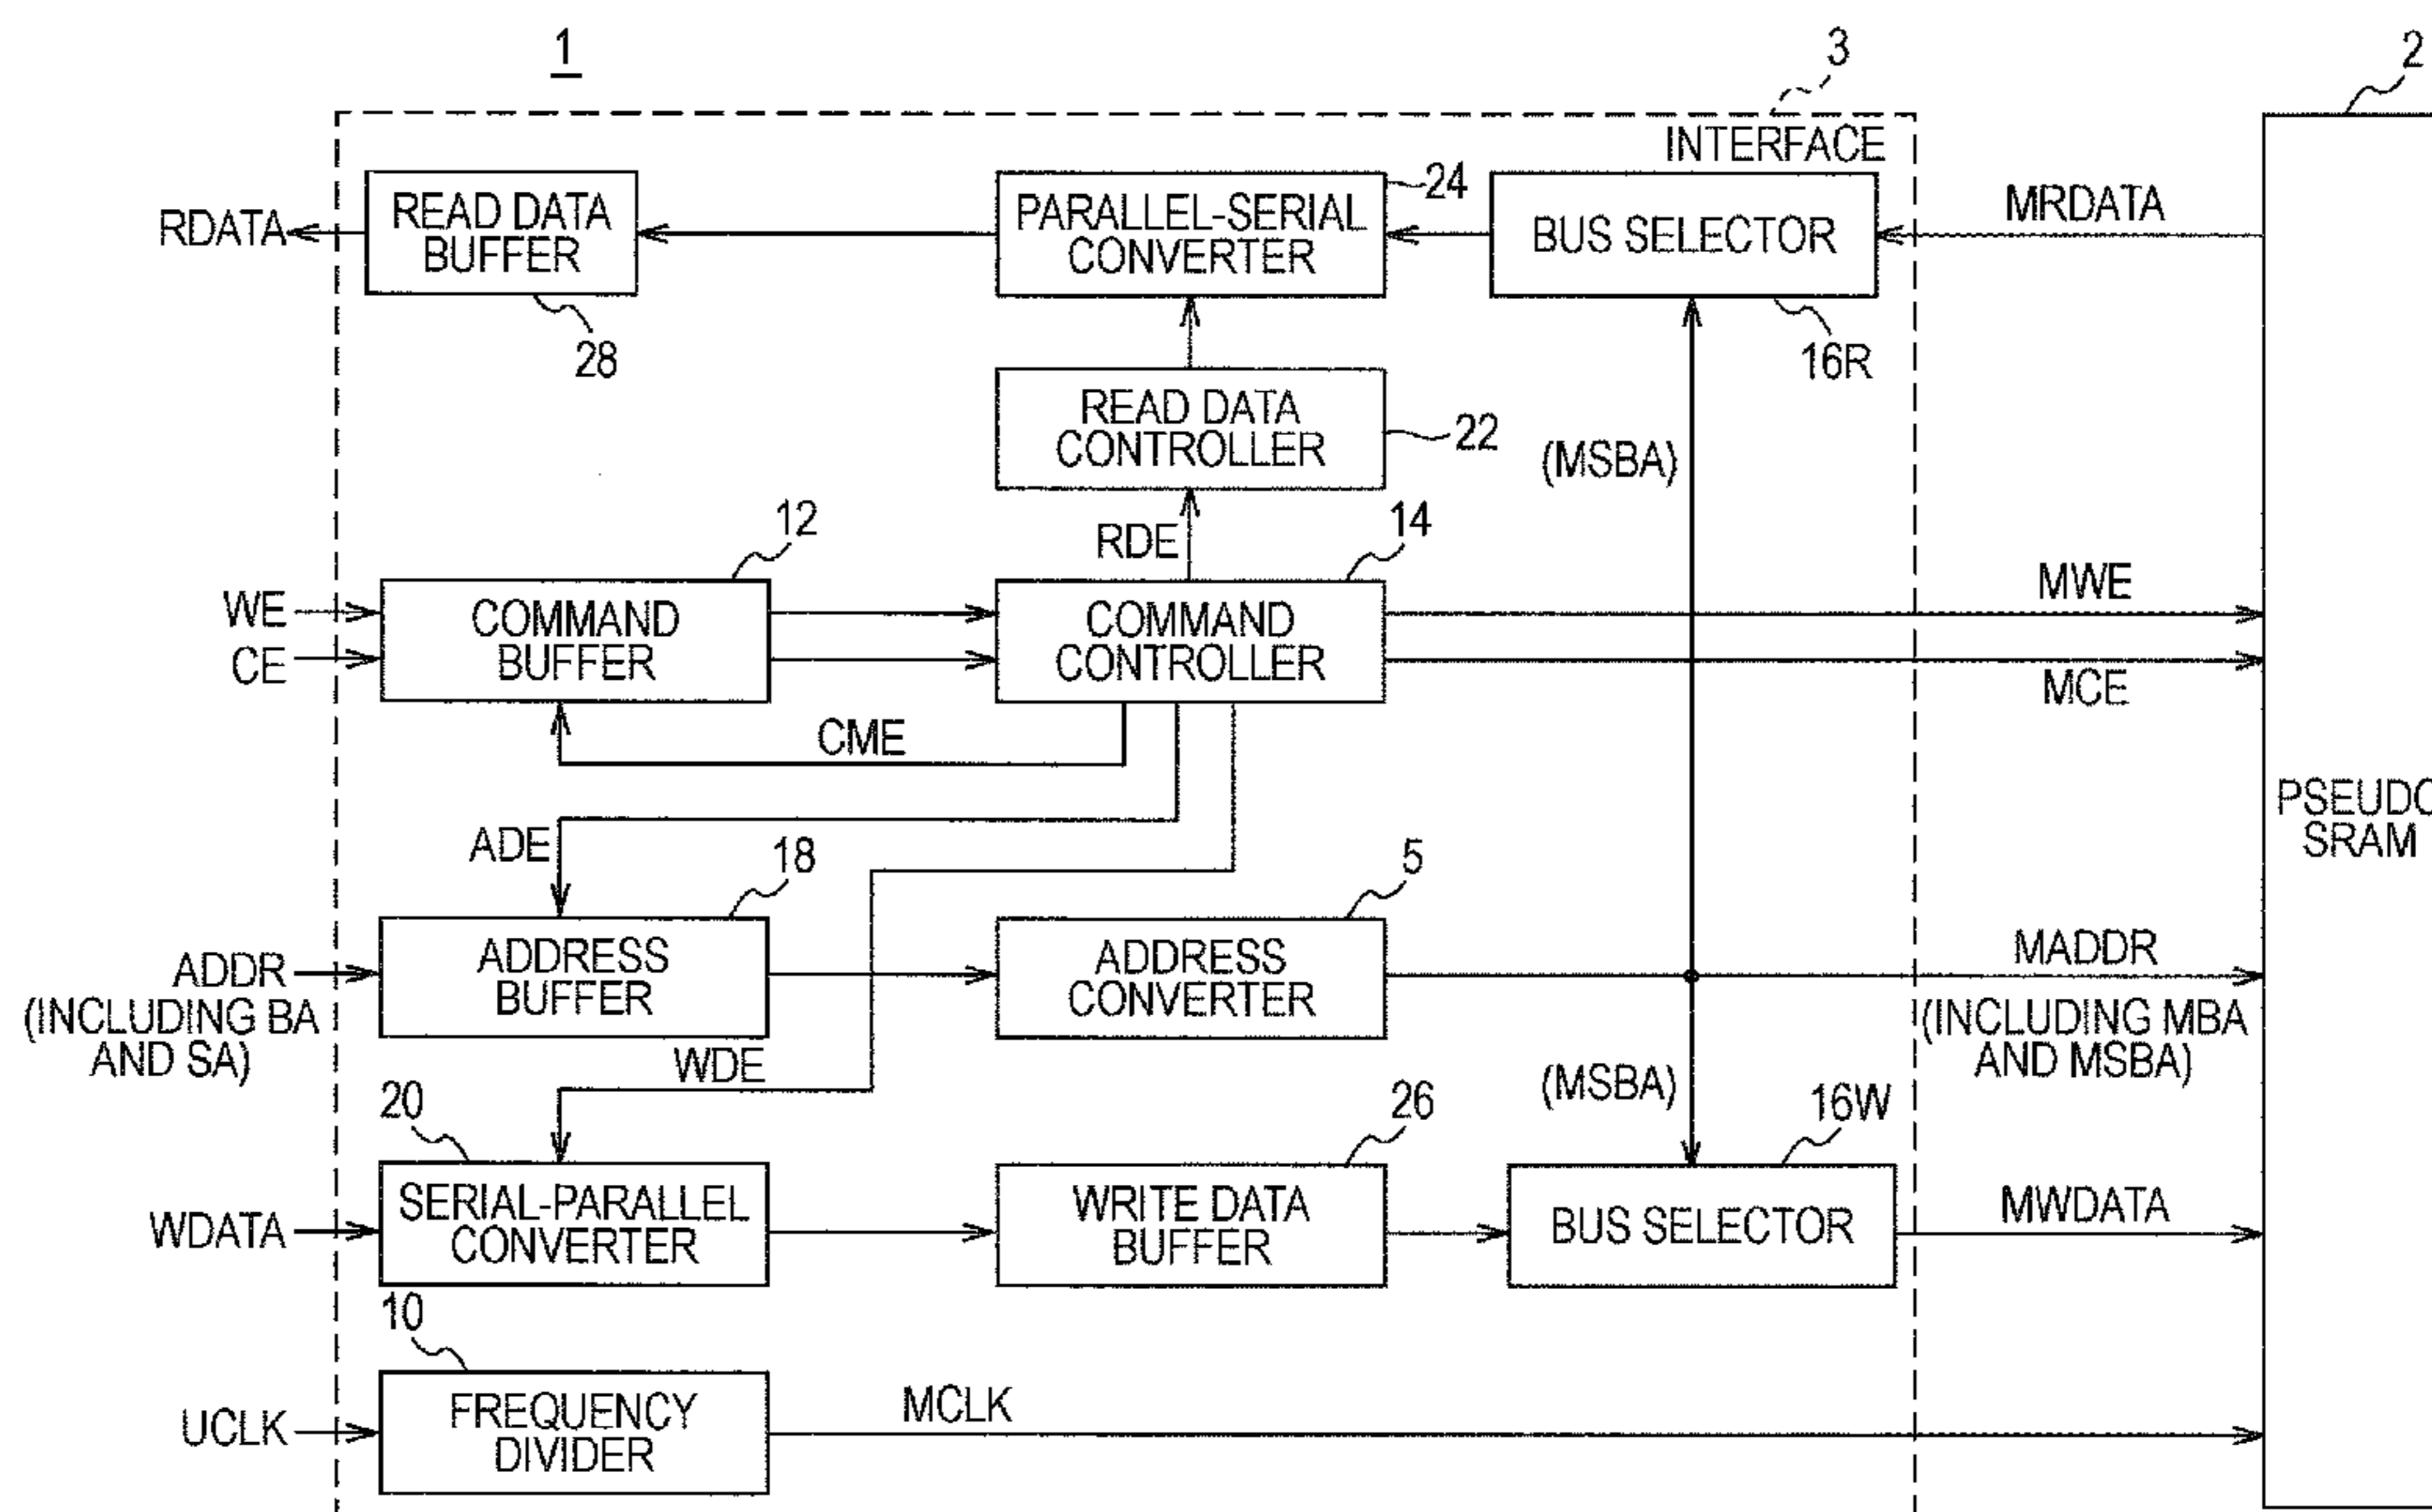 1
3
2
INTERFACE
24
READ DATA
BUFFER
PARALLEL-SERIAL
CONVERTER
BUS SELECTOR
MRDATA
RDATA
28
16R
READ DATA
CONTROLLER
22
(MSBA)
12
RDE
14
WE
CE
COMMAND
BUFFER
COMMAND
CONTROLLER
MWE
MCE
CME
ADE
18
5
PSEUDO
SRAM
ADDR
(INCLUDING BA
AND SA)
ADDRESS
BUFFER
ADDRESS
CONVERTER
MADDR
(INCLUDING MBA
AND MSBA)
WDE
(MSBA)
20
26
16W
WDATA
SERIAL-PARALLEL
CONVERTER
WRITE DATA
BUFFER
BUS SELECTOR
MWDATA
10
UCLK
FREQUENCY
DIVIDER
MCLK